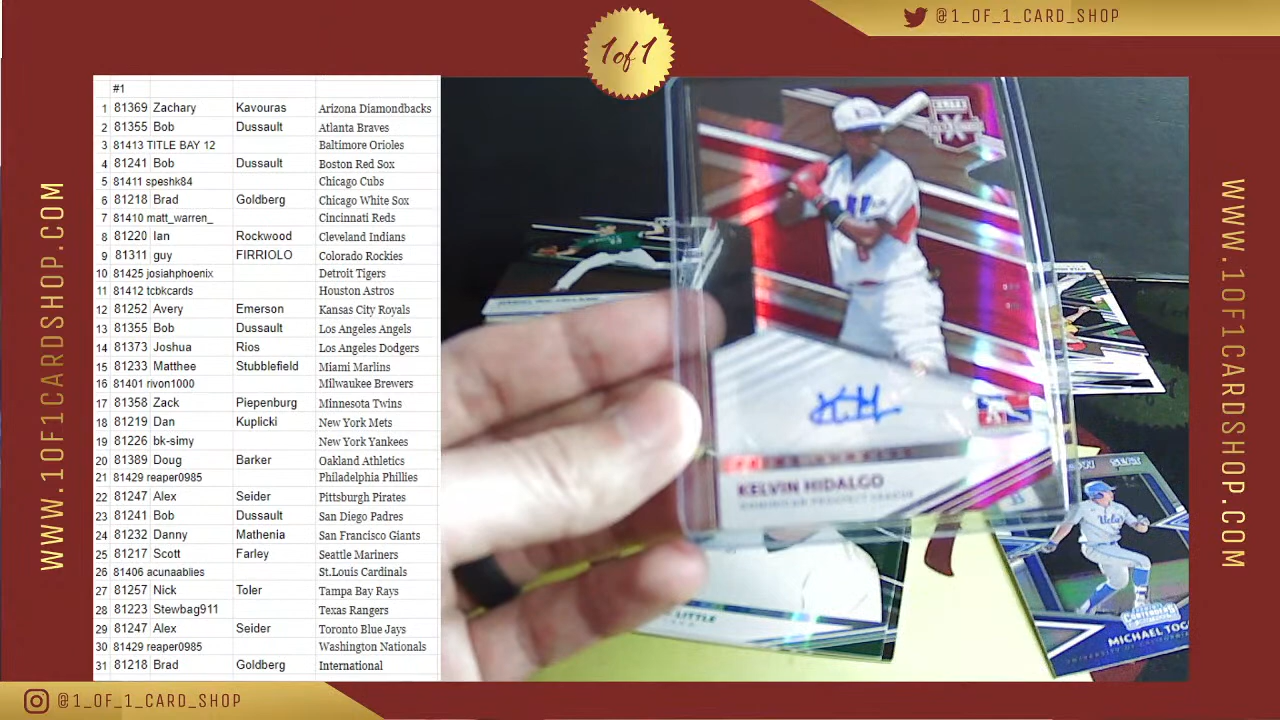 1of1
@1_OF_1_CARD_SHOP
WWW.1OF1CARDSHOP.COM
#1
1 81369 Zachary Kavouras Arizona Diamondbacks
2 81355 Bob Dussault Atlanta Braves
3 81413 TITLE BAY 12 Baltimore Orioles
4 81241 Bob Dussault Boston Red Sox
5 81411 speshk84 Chicago Cubs
6 81218 Brad Goldberg Chicago White Sox
7 81410 matt_warren_ Cincinnati Reds
8 81220 Ian Rockwood Cleveland Indians
9 81311 guy FIRRIOLO Colorado Rockies
10 81425 josiahphoenix Detroit Tigers
11 81412 tcbkcards Houston Astros
12 81252 Avery Emerson Kansas City Royals
13 81355 Bob Dussault Los Angeles Angels
14 81373 Joshua Rios Los Angeles Dodgers
15 81233 Matthee Stubblefield Miami Marlins
16 81401 rivon1000 Milwaukee Brewers
17 81358 Zack Piepenburg Minnesota Twins
18 81219 Dan Kuplicki New York Mets
19 81226 bk-simy New York Yankees
20 81389 Doug Barker Oakland Athletics
21 81429 reaper0985 Philadelphia Phillies
22 81247 Alex Seider Pittsburgh Pirates
23 81241 Bob Dussault San Diego Padres
24 81232 Danny Mathenia San Francisco Giants
25 81217 Scott Farley Seattle Mariners
26 81406 acunaablies St.Louis Cardinals
27 81257 Nick Toler Tampa Bay Rays
28 81223 Stewbag911 Texas Rangers
29 81247 Alex Seider Toronto Blue Jays
30 81429 reaper0985 Washington Nationals
31 81218 Brad Goldberg International
ELITE
KELVIN HIDALGO
DOMINICAN PROSPECT LEAGUE
LITTLE
Ucla
MICHAEL TOG
WWW.1OF1CARDSHOP.COM
@1_OF_1_CARD_SHOP